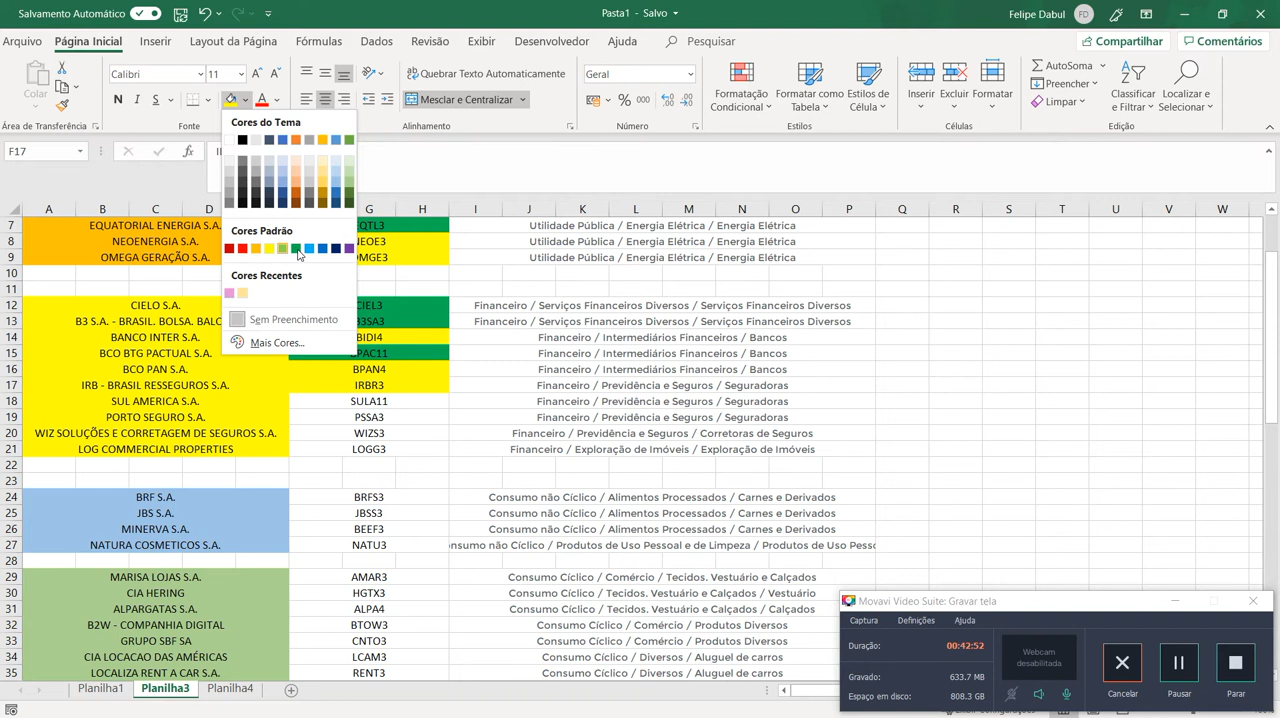 Salvamento Automático
Pasta1 - Salvo
Felipe Dabul FD
Arquivo Página Inicial Inserir Layout da Página Fórmulas Dados Revisão Exibir Desenvolvedor Ajuda Pesquisar Compartilhar Comentários
Colar
Calibri 11
N I S
Quebrar Texto Automaticamente
Mesclar e Centralizar
Geral
% 000
Formatação Condicional
Formatar como Tabela
Estilos de Célula
Inserir Excluir Formatar
AutoSoma
Preencher
Limpar
Classificar e Filtrar
Localizar e Selecionar
Área de Transferência Fonte Alinhamento Número Estilos Células Edição
F17
Cores do Tema
Cores Padrão
Cores Recentes
Sem Preenchimento
Mais Cores...
A B C D G H I J K L M N O P Q R S T U V W
7 EQUATORIAL ENERGIA S.A. EQTL3 Utilidade Pública / Energia Elétrica / Energia Elétrica
8 NEOENERGIA S.A. NEOE3 Utilidade Pública / Energia Elétrica / Energia Elétrica
9 OMEGA GERAÇÃO S.A. OMGE3 Utilidade Pública / Energia Elétrica / Energia Elétrica
10
11
12 CIELO S.A. CIEL3 Financeiro / Serviços Financeiros Diversos / Serviços Financeiros Diversos
13 B3 S.A. - BRASIL. BOLSA. BALC B3SA3 Financeiro / Serviços Financeiros Diversos / Serviços Financeiros Diversos
14 BANCO INTER S.A. BIDI4 Financeiro / Intermediários Financeiros / Bancos
15 BCO BTG PACTUAL S.A. BPAC11 Financeiro / Intermediários Financeiros / Bancos
16 BCO PAN S.A. BPAN4 Financeiro / Intermediários Financeiros / Bancos
17 IRB - BRASIL RESSEGUROS S.A. IRBR3 Financeiro / Previdência e Seguros / Seguradoras
18 SUL AMERICA S.A. SULA11 Financeiro / Previdência e Seguros / Seguradoras
19 PORTO SEGURO S.A. PSSA3 Financeiro / Previdência e Seguros / Seguradoras
20 WIZ SOLUÇÕES E CORRETAGEM DE SEGUROS S.A. WIZS3 Financeiro / Previdência e Seguros / Corretoras de Seguros
21 LOG COMMERCIAL PROPERTIES LOGG3 Financeiro / Exploração de Imóveis / Exploração de Imóveis
22
23
24 BRF S.A. BRFS3 Consumo não Cíclico / Alimentos Processados / Carnes e Derivados
25 JBS S.A. JBSS3 Consumo não Cíclico / Alimentos Processados / Carnes e Derivados
26 MINERVA S.A. BEEF3 Consumo não Cíclico / Alimentos Processados / Carnes e Derivados
27 NATURA COSMETICOS S.A. NATU3 onsumo não Cíclico / Produtos de Uso Pessoal e de Limpeza / Produtos de Uso Pesso
28
29 MARISA LOJAS S.A. AMAR3 Consumo Cíclico / Comércio / Tecidos. Vestuário e Calçados
30 CIA HERING HGTX3 Consumo Cíclico / Tecidos. Vestuário e Calçados / Vestuário
31 ALPARGATAS S.A. ALPA4 Consumo Cíclico / Tecidos. Vestuário e Calçados / Calçados
32 B2W - COMPANHIA DIGITAL BTOW3 Consumo Cíclico / Comércio / Produtos Diversos
33 GRUPO SBF SA CNTO3 Consumo Cíclico / Comércio / Produtos Diversos
34 CIA LOCACAO DAS AMÉRICAS LCAM3 Consumo Cíclico / Diversos / Aluguel de carros
35 LOCALIZA RENT A CAR S.A. RENT3 Consumo Cíclico / Diversos / Aluguel de carros
Planilha1 Planilha3 Planilha4
Movavi Video Suite: Gravar tela
Captura Definições Ajuda
Duração: 00:42:52
Gravado: 633.7 MB
Espaço em disco: 808.3 GB
Webcam desabilitada
Cancelar Pausar Parar